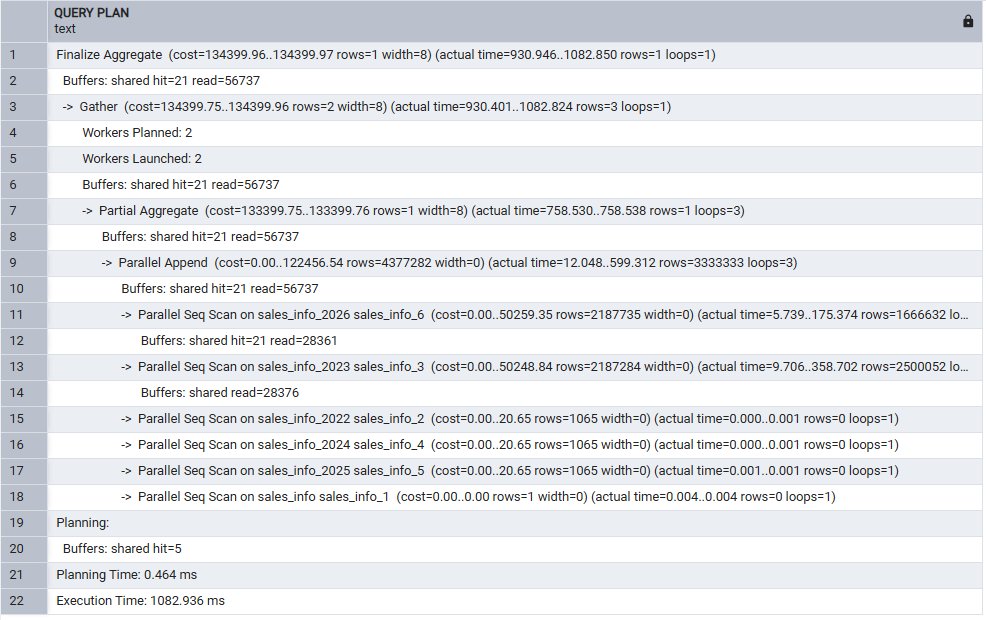 QUERY PLAN
text
1 Finalize Aggregate (cost=134399.96..134399.97 rows=1 width=8) (actual time=930.946..1082.850 rows=1 loops=1)
2 Buffers: shared hit=21 read=56737
3 -> Gather (cost=134399.75..134399.96 rows=2 width=8) (actual time=930.401..1082.824 rows=3 loops=1)
4 Workers Planned: 2
5 Workers Launched: 2
6 Buffers: shared hit=21 read=56737
7 -> Partial Aggregate (cost=133399.75..133399.76 rows=1 width=8) (actual time=758.530..758.538 rows=1 loops=3)
8 Buffers: shared hit=21 read=56737
9 -> Parallel Append (cost=0.00..122456.54 rows=4377282 width=0) (actual time=12.048..599.312 rows=3333333 loops=3)
10 Buffers: shared hit=21 read=56737
11 -> Parallel Seq Scan on sales_info_2026 sales_info_6 (cost=0.00..50259.35 rows=2187735 width=0) (actual time=5.739..175.374 rows=1666632 lo...
12 Buffers: shared hit=21 read=28361
13 -> Parallel Seq Scan on sales_info_2023 sales_info_3 (cost=0.00..50248.84 rows=2187284 width=0) (actual time=9.706..358.702 rows=2500052 lo...
14 Buffers: shared read=28376
15 -> Parallel Seq Scan on sales_info_2022 sales_info_2 (cost=0.00..20.65 rows=1065 width=0) (actual time=0.000..0.001 rows=0 loops=1)
16 -> Parallel Seq Scan on sales_info_2024 sales_info_4 (cost=0.00..20.65 rows=1065 width=0) (actual time=0.000..0.001 rows=0 loops=1)
17 -> Parallel Seq Scan on sales_info_2025 sales_info_5 (cost=0.00..20.65 rows=1065 width=0) (actual time=0.001..0.001 rows=0 loops=1)
18 -> Parallel Seq Scan on sales_info sales_info_1 (cost=0.00..0.00 rows=1 width=0) (actual time=0.004..0.004 rows=0 loops=1)
19 Planning:
20 Buffers: shared hit=5
21 Planning Time: 0.464 ms
22 Execution Time: 1082.936 ms